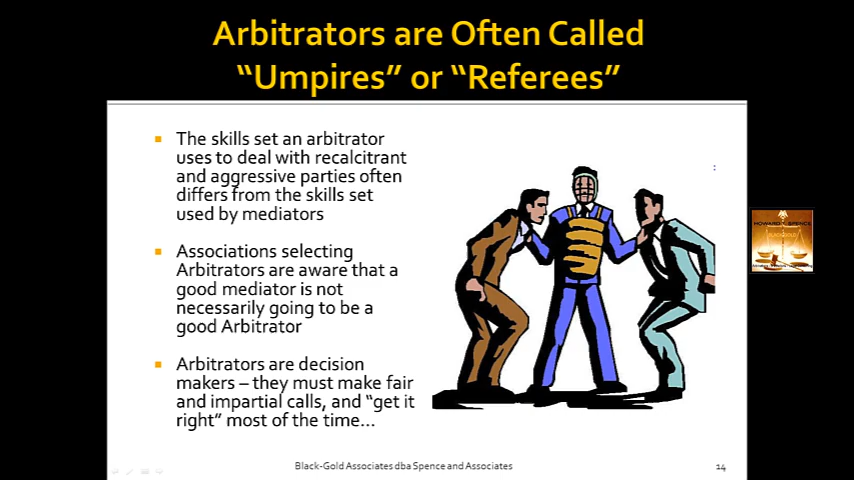 Arbitrators are Often Called
“Umpires” or “Referees”
The skills set an arbitrator
uses to deal with recalcitrant
and aggressive parties often
differs from the skills set
used by mediators
Associations selecting
Arbitrators are aware that a
good mediator is not
necessarily going to be a
good Arbitrator
Arbitrators are decision
makers – they must make fair
and impartial calls, and “get it
right” most of the time…
HOWARD Y. SPENCE
Black-Gold Associates dba Spence and Associates
14